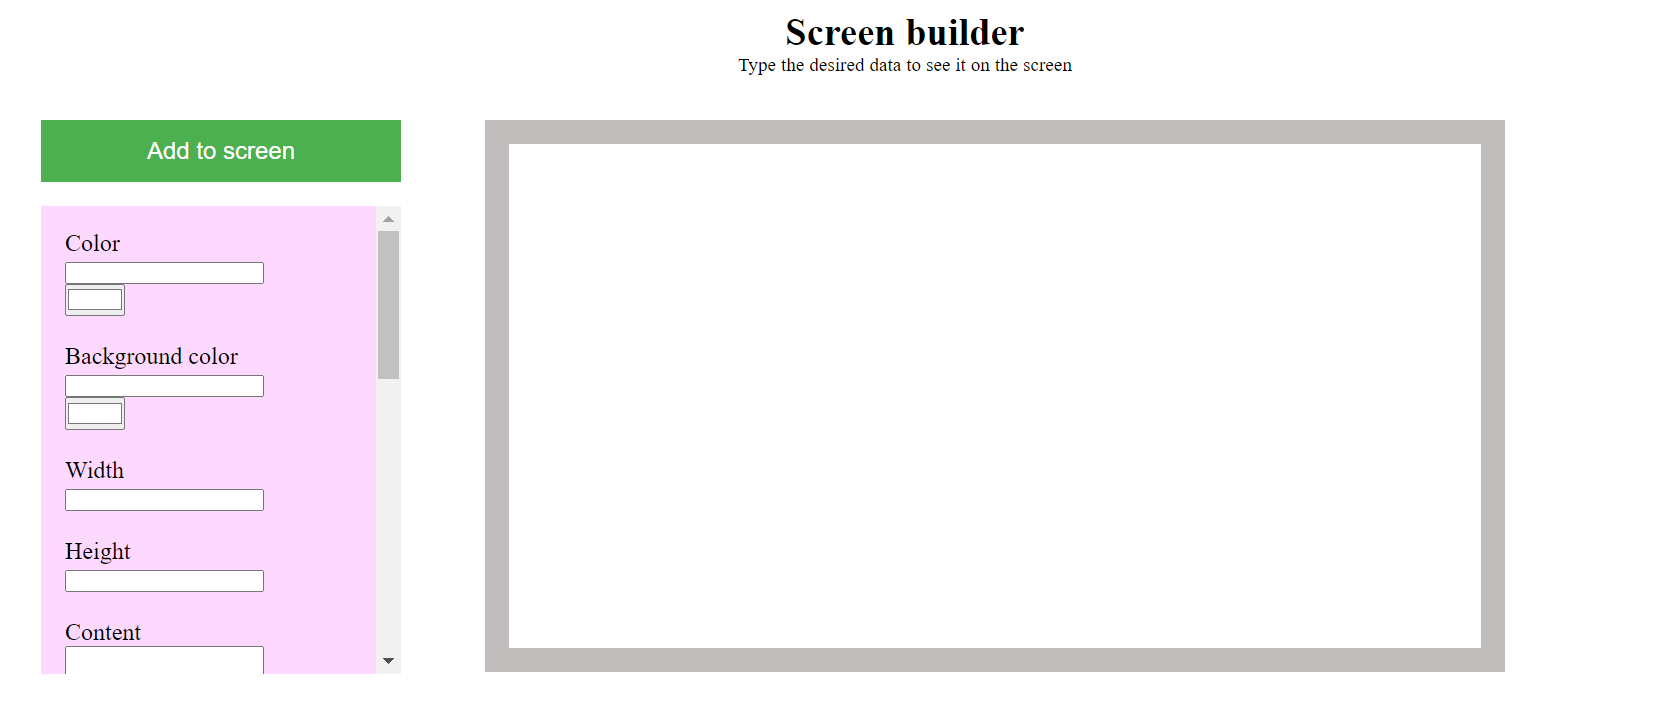 Screen builder
Type the desired data to see it on the screen
Add to screen
Color
Background color
Width
Height
Content